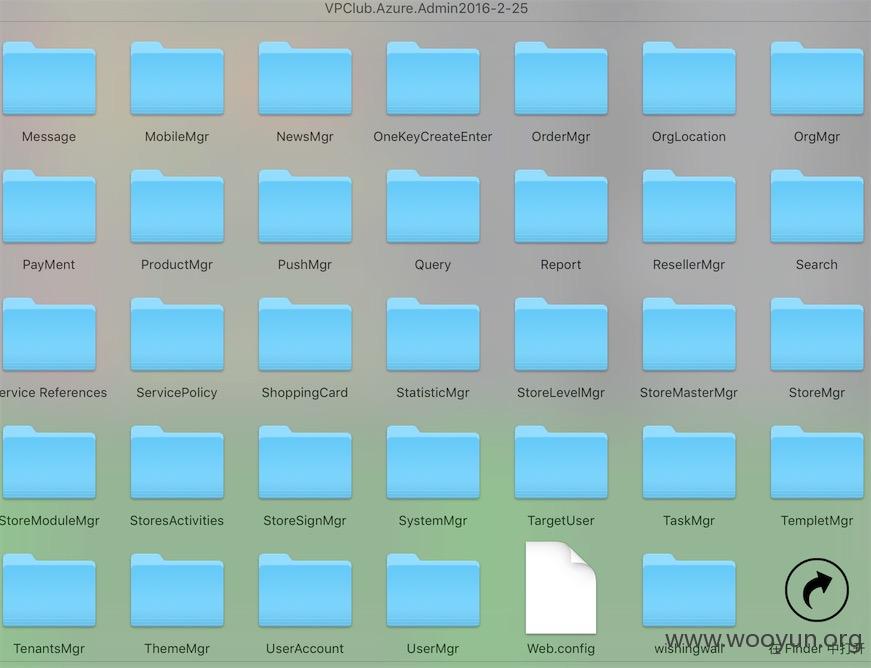 VPClub.Azure.Admin2016-2-25
Message MobileMgr NewsMgr OneKeyCreateEnter OrderMgr OrgLocation OrgMgr
PayMent ProductMgr PushMgr Query Report ResellerMgr Search
ervice References ServicePolicy ShoppingCard StatisticMgr StoreLevelMgr StoreMasterMgr StoreMgr
StoreModuleMgr StoresActivities StoreSignMgr SystemMgr TargetUser TaskMgr TempletMgr
TenantsMgr ThemeMgr UserAccount UserMgr Web.config wishingwall 在 Finder 中打开
www.wooyun.org